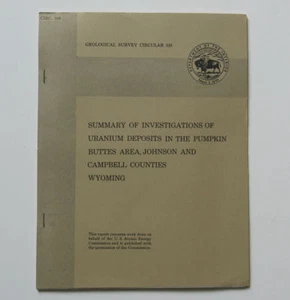 GEOLOGICAL SURVEY CIRCULAR
SUMMARY OF INVESTIGATIONS OF
URANIUM DEPOSITS IN THE PUMPKIN
BUTTES AREA, JOHNSON AND
CAMPBELL COUNTIES
WYOMING
This report concerns work done on
behalf of the U. S. Atomic Energy
Commission and is published with
the permission of the Commission.